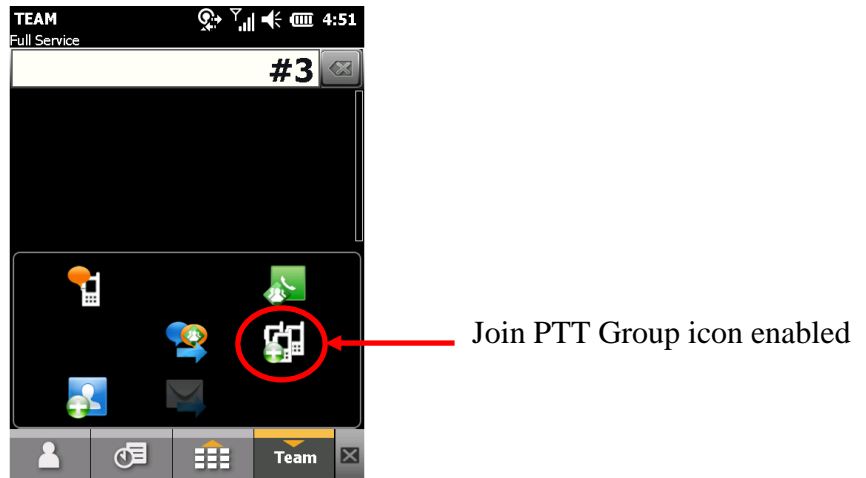 TEAM 4:51
Full Service
#3
Join PTT Group icon enabled
Team